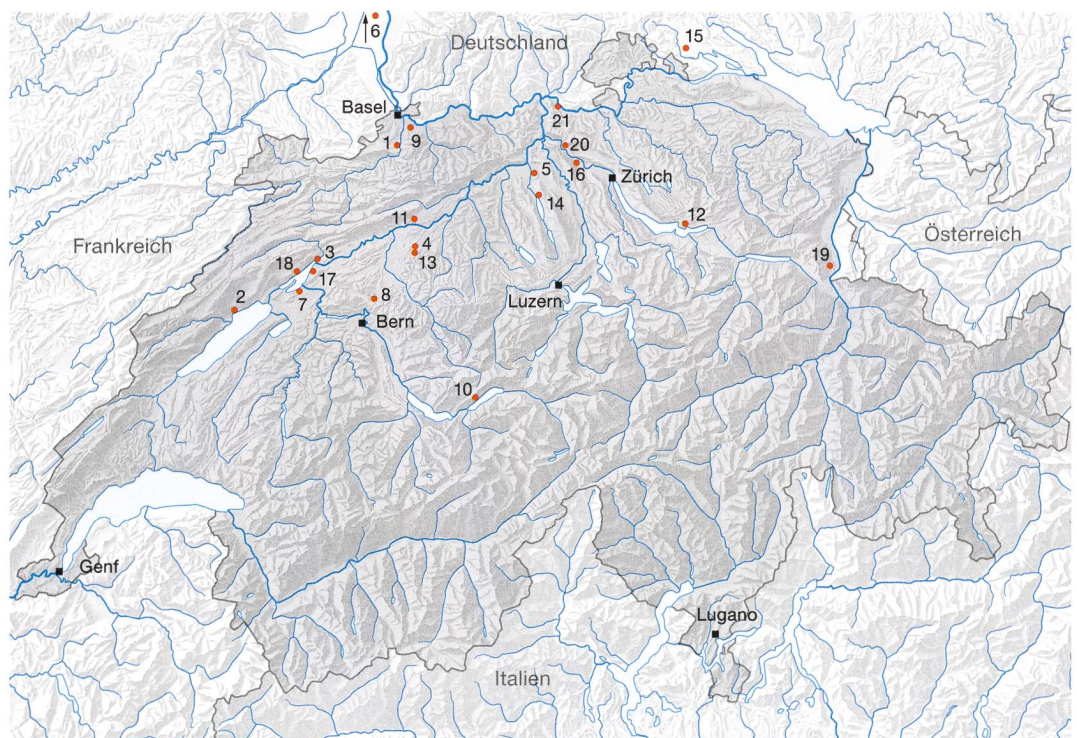 6
Deutschland
15
Basel
9
1
21
20
5
16
Zürich
14
11
12
Frankreich
4
13
3
18
17
Österreich
19
2
7
8
Luzern
Bern
10
Genf
Lugano
Italien